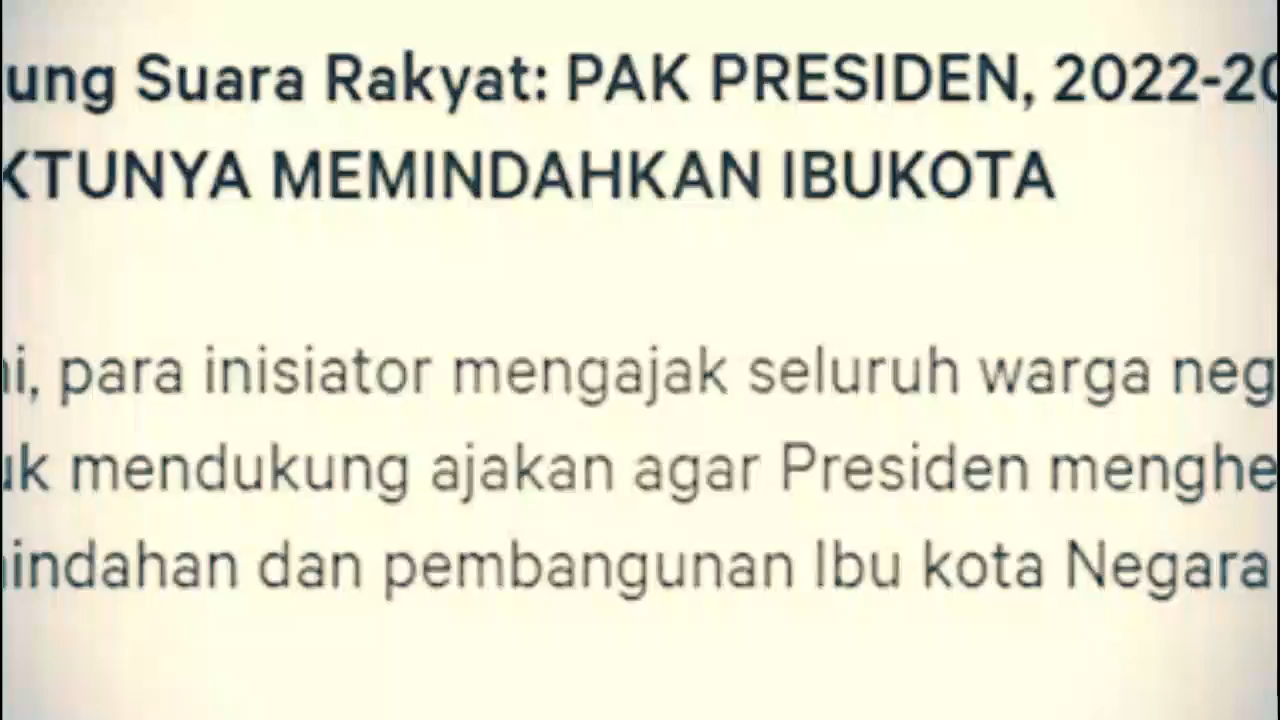 ung Suara Rakyat: PAK PRESIDEN, 2022-20
KTUNYA MEMINDAHKAN IBUKOTA
ni, para inisiator mengajak seluruh warga neg
uk mendukung ajakan agar Presiden menghe
indahan dan pembangunan Ibu kota Negara